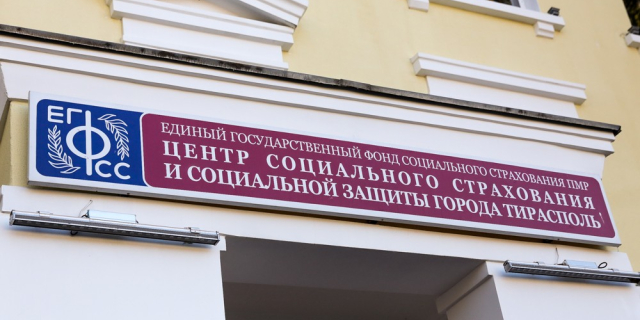 ЕГФСС
ЕДИНЫЙ ГОСУДАРСТВЕННЫЙ ФОНД СОЦИАЛЬНОГО СТРАХОВАНИЯ ПМР
ЦЕНТР СОЦИАЛЬНОГО СТРАХОВАНИЯ
И СОЦИАЛЬНОЙ ЗАЩИТЫ ГОРОДА ТИРАСПОЛЬ